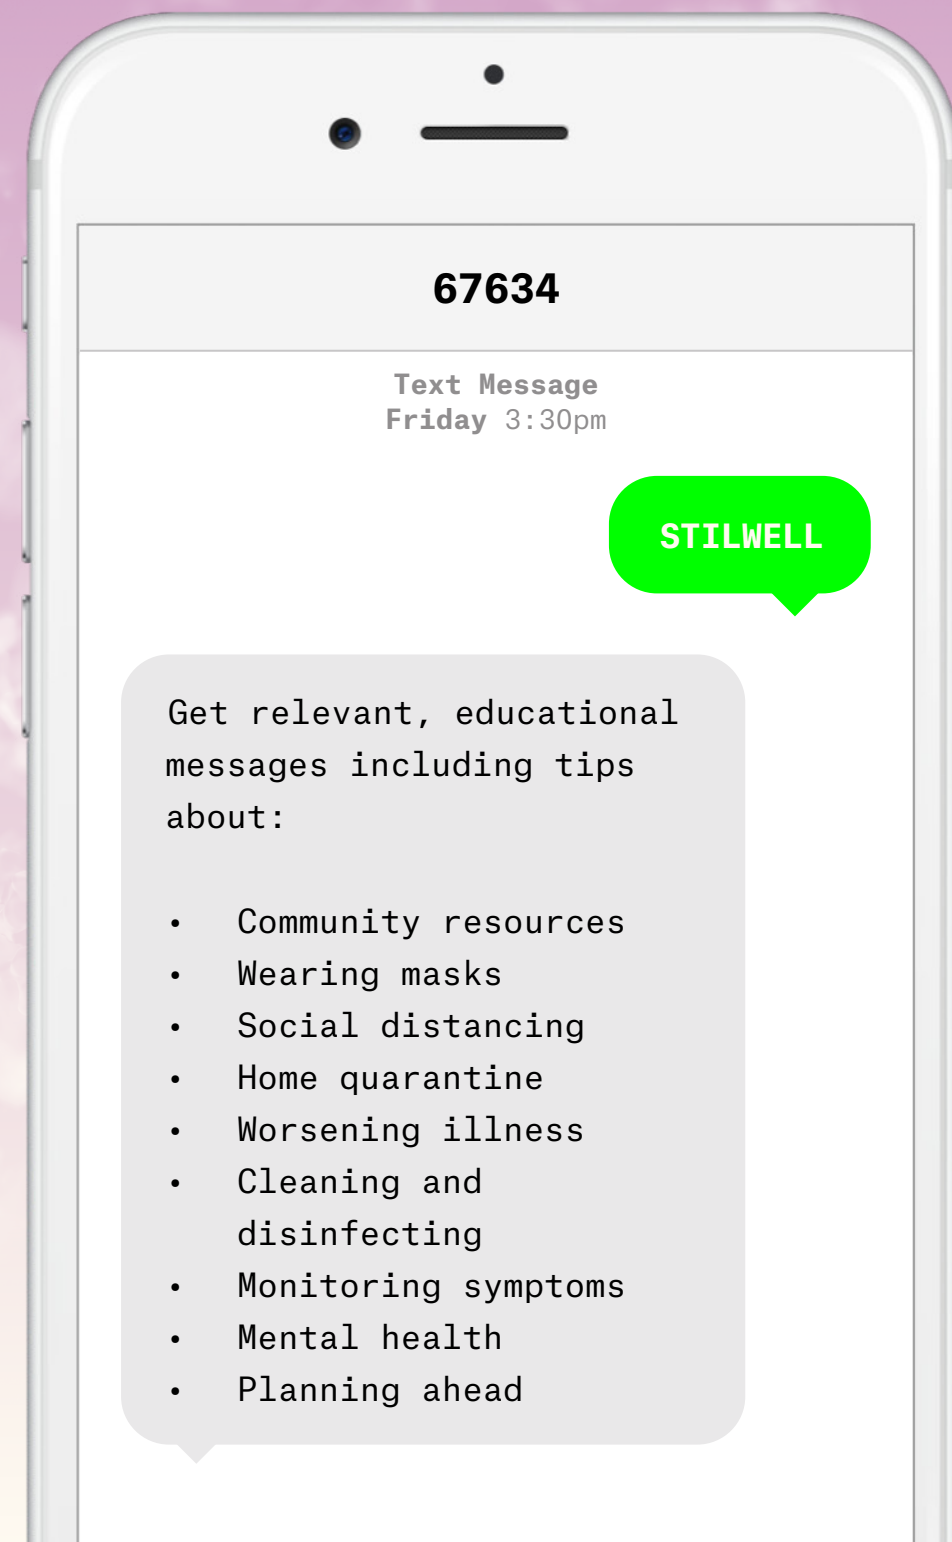 67634
Text Message
Friday 3:30pm
STILWELL
Get relevant, educational
messages including tips
about:
• Community resources
• Wearing masks
• Social distancing
• Home quarantine
• Worsening illness
• Cleaning and
disinfecting
• Monitoring symptoms
• Mental health
• Planning ahead